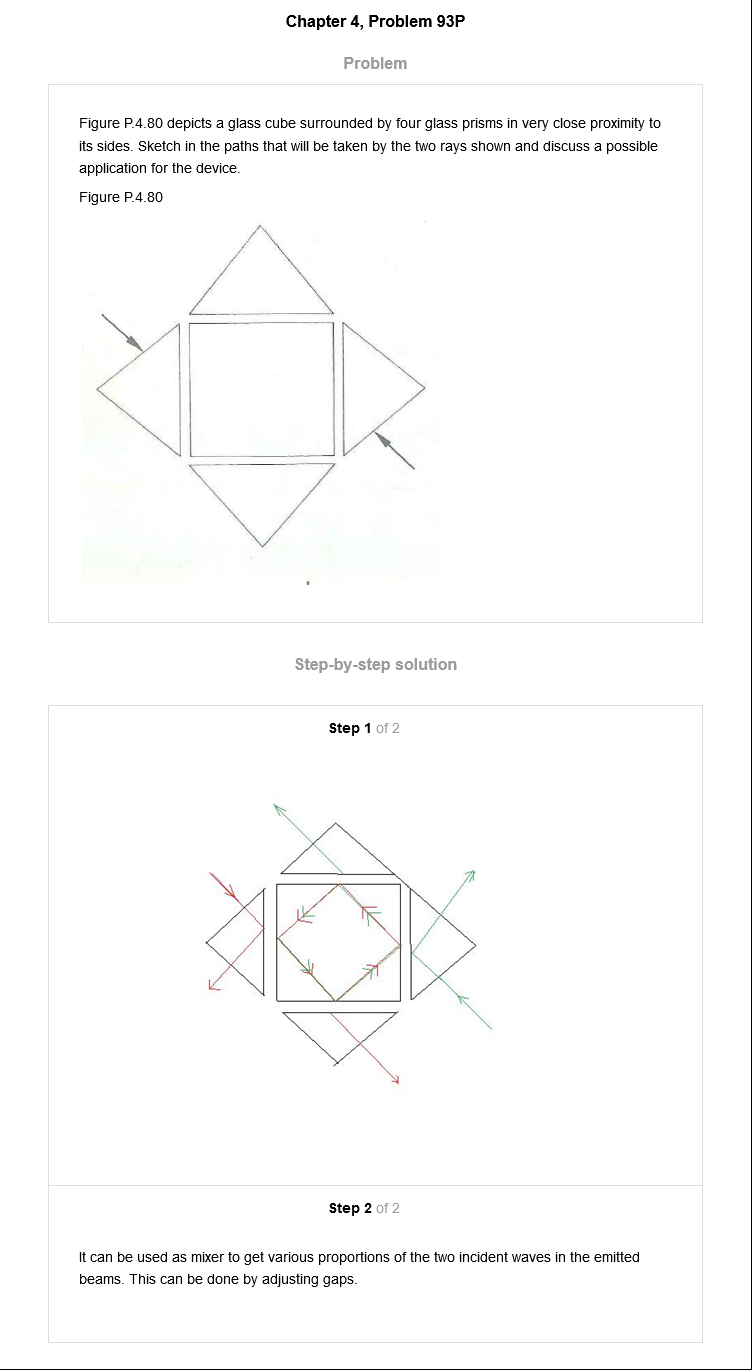 Chapter 4, Problem 93P
Problem
Figure P.4.80 depicts a glass cube surrounded by four glass prisms in very close proximity to
its sides. Sketch in the paths that will be taken by the two rays shown and discuss a possible
application for the device.
Figure P.4.80
Step-by-step solution
Step 1 of 2
Step 2 of 2
It can be used as mixer to get various proportions of the two incident waves in the emitted
beams. This can be done by adjusting gaps.